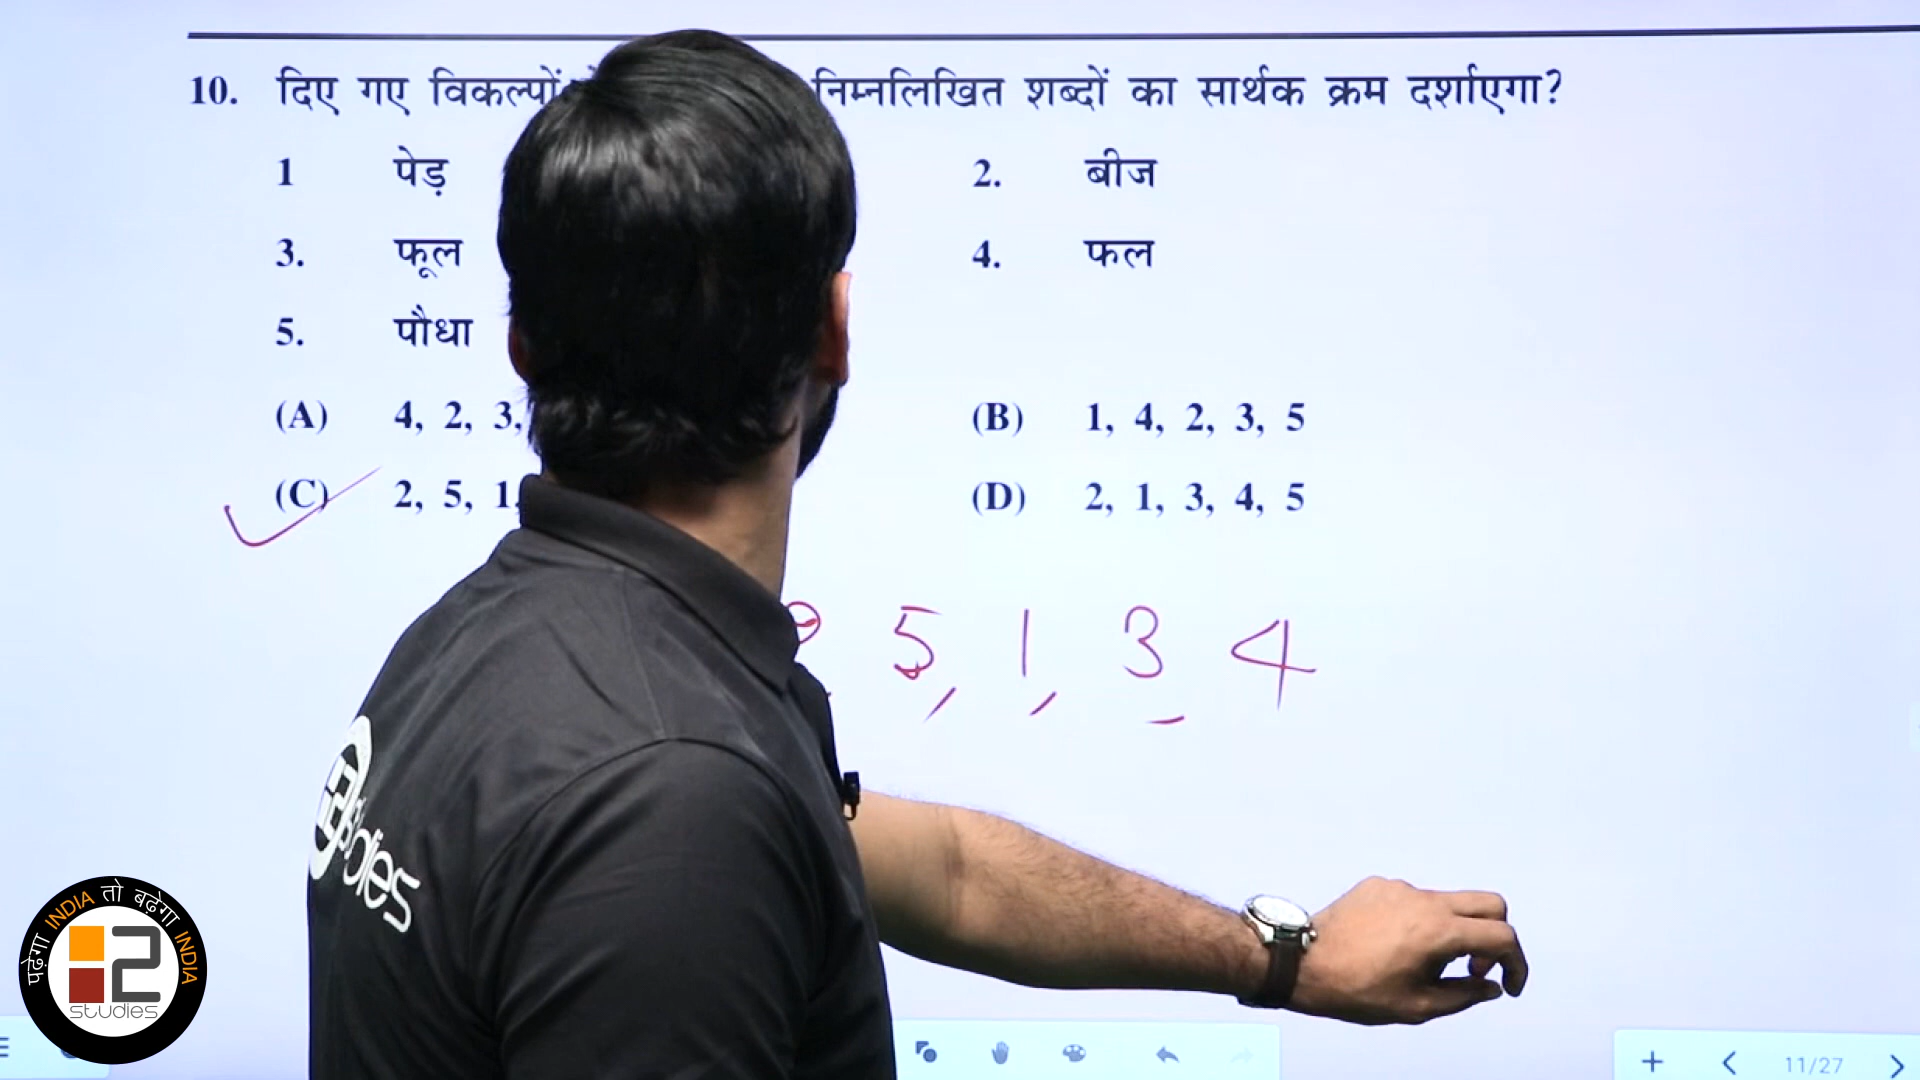 10. दिए गए विकल्पों निम्नलिखित शब्दों का सार्थक क्रम दर्शाएगा?
1 पेड़ 2. बीज
3. फूल 4. फल
5. पौधा
(A) 4, 2, 3, (B) 1, 4, 2, 3, 5
(C) 2, 5, 1, (D) 2, 1, 3, 4, 5
5, 1, 3 4
studies
पढ़ेगा INDIA तो बढ़ेगा INDIA
i2
studies
11/27